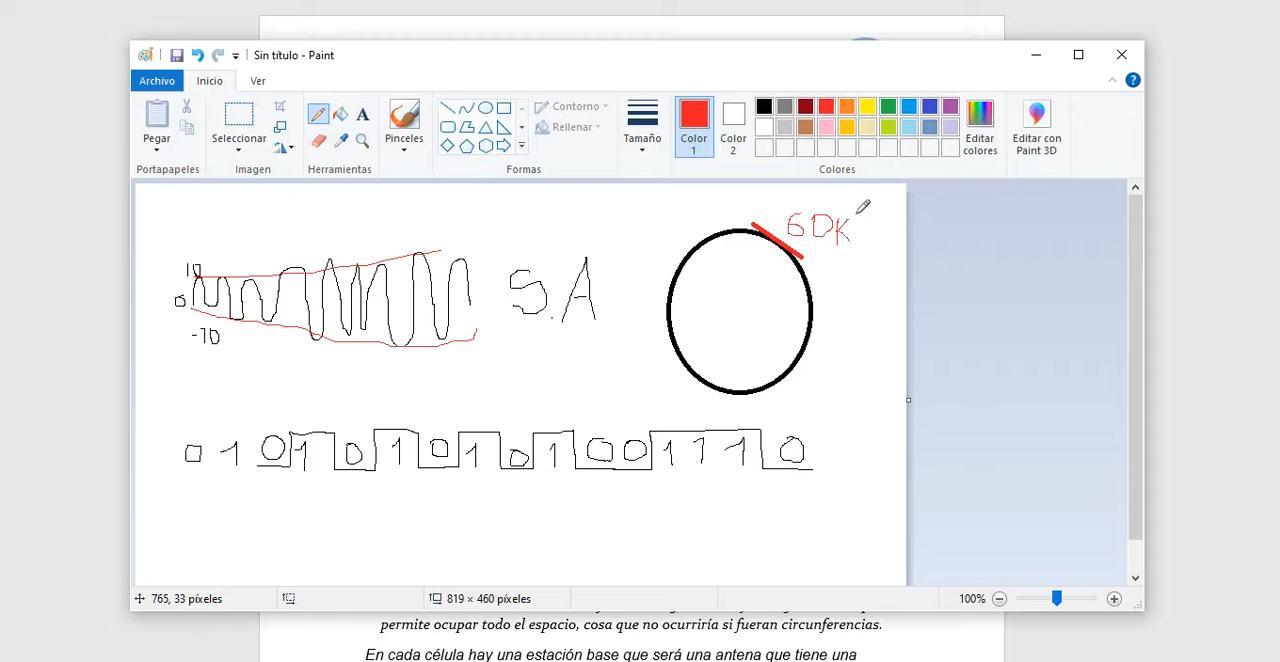 Sin título - Paint
Archivo Inicio Ver
Pegar Seleccionar Pinceles Contorno Rellenar Tamaño Color 1 Color 2 Editar colores Editar con Paint 3D
Portapapeles Imagen Herramientas Formas Colores
6DK
10
0
S.A
-10
0 1 0 1 0 1 0 1 0 1 0 0 1 1 1 0
765, 33 píxeles 819 × 460 píxeles 100%
permite ocupar todo el espacio, cosa que no ocurriría si fueran circunferencias.
En cada célula hay una estación base que será una antena que tiene una